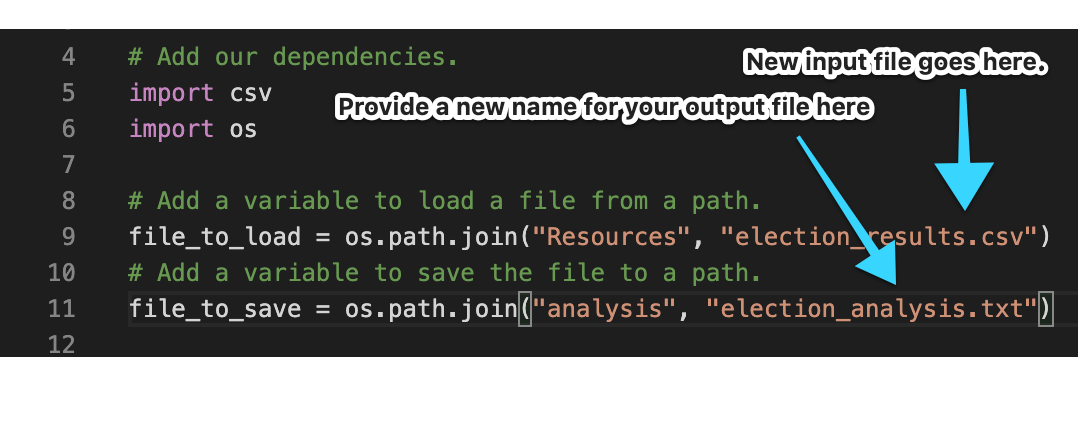 4 # Add our dependencies.
New input file goes here.
5 import csv
Provide a new name for your output file here
6 import os
7
8 # Add a variable to load a file from a path.
9 file_to_load = os.path.join("Resources", "election_results.csv")
10 # Add a variable to save the file to a path.
11 file_to_save = os.path.join("analysis", "election_analysis.txt")
12